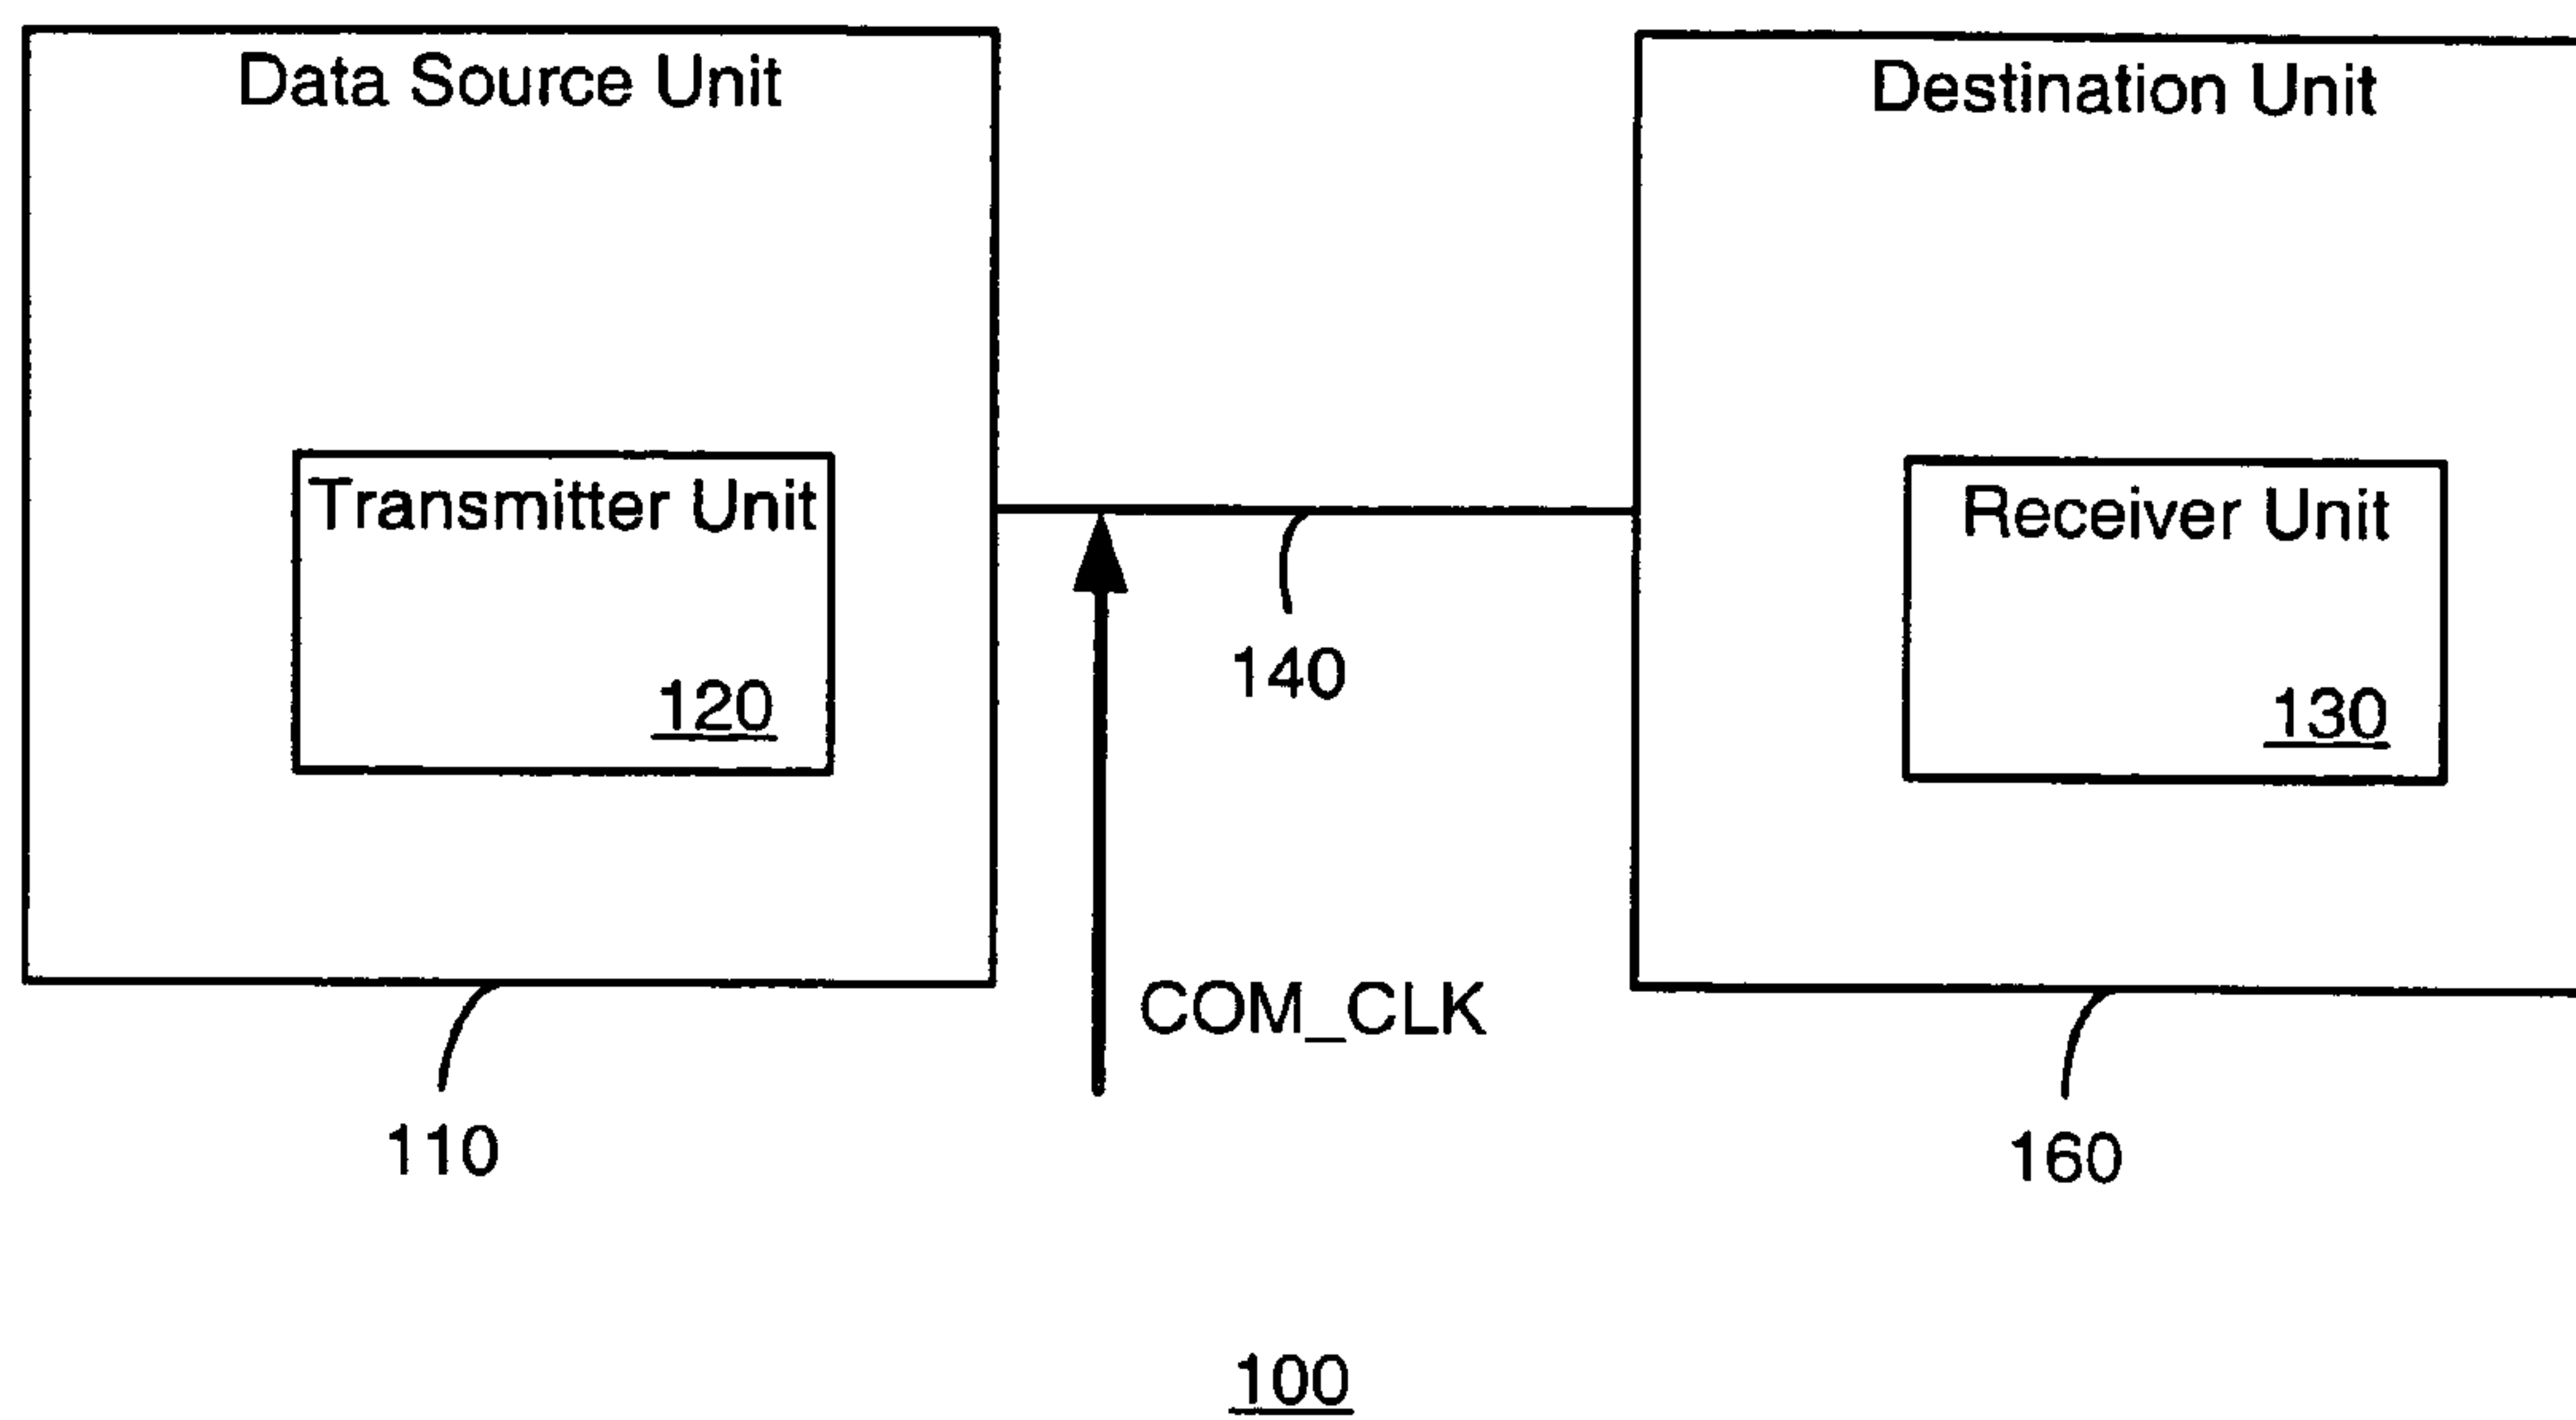 Data Source Unit
Destination Unit
Transmitter Unit
120
Receiver Unit
130
140
COM_CLK
110
160
100